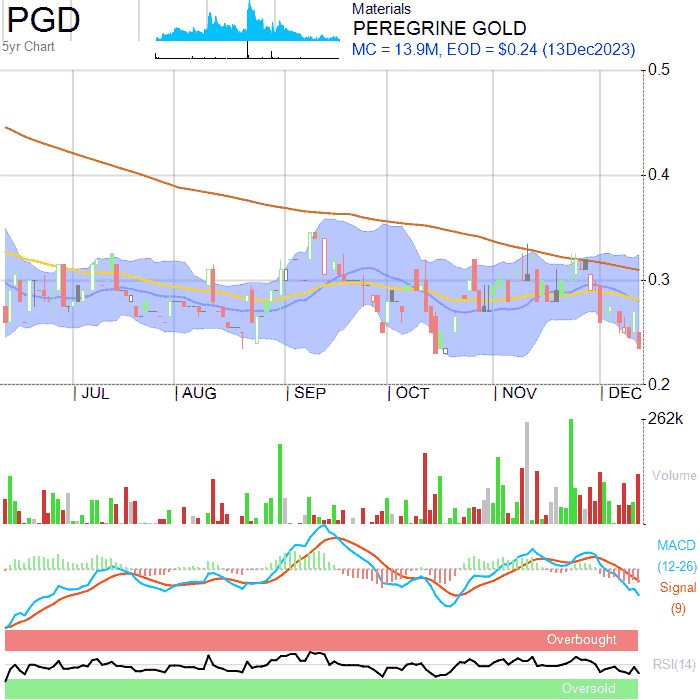 PGD
5yr Chart
Materials
PEREGRINE GOLD
MC = 13.9M, EOD = $0.24 (13Dec2023)
0.5
0.4
0.3
0.2
JUL
AUG
SEP
OCT
NOV
DEC
262k
Volume
MACD
(12-26)
Signal
(9)
Overbought
RSI(14)
Oversold